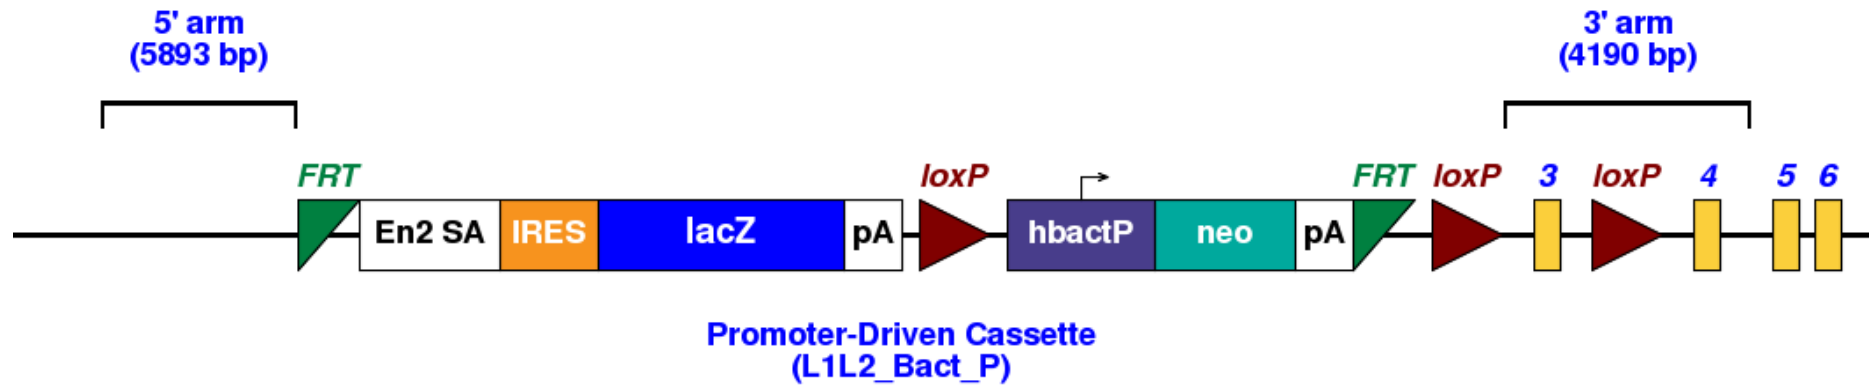 5' arm
(5893 bp)
3' arm
(4190 bp)
FRT
loxP
FRT
loxP
3
loxP
4
5
6
En2 SA
IRES
lacZ
pA
hbactP
neo
pA
Promoter-Driven Cassette
(L1L2_Bact_P)